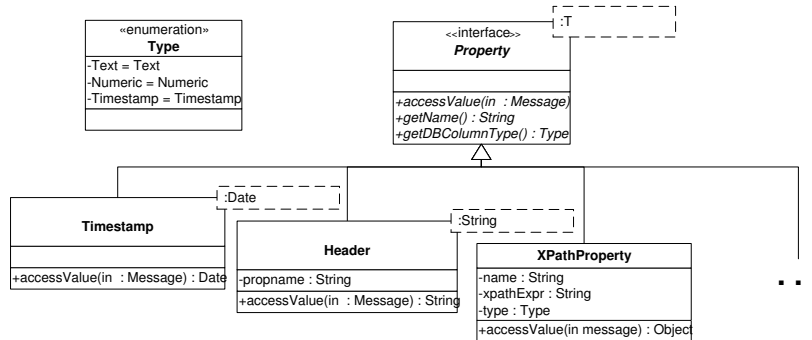 «enumeration»
Type
-Text = Text
-Numeric = Numeric
-Timestamp = Timestamp
:T
<<interface>>
Property
+accessValue(in : Message)
+getName() : String
+getDBColumnType() : Type
:Date
Timestamp
+accessValue(in : Message) : Date
:String
Header
-propname : String
+accessValue(in : Message) : String
XPathProperty
-name : String
-xpathExpr : String
-type : Type
+accessValue(in message) : Object
. .